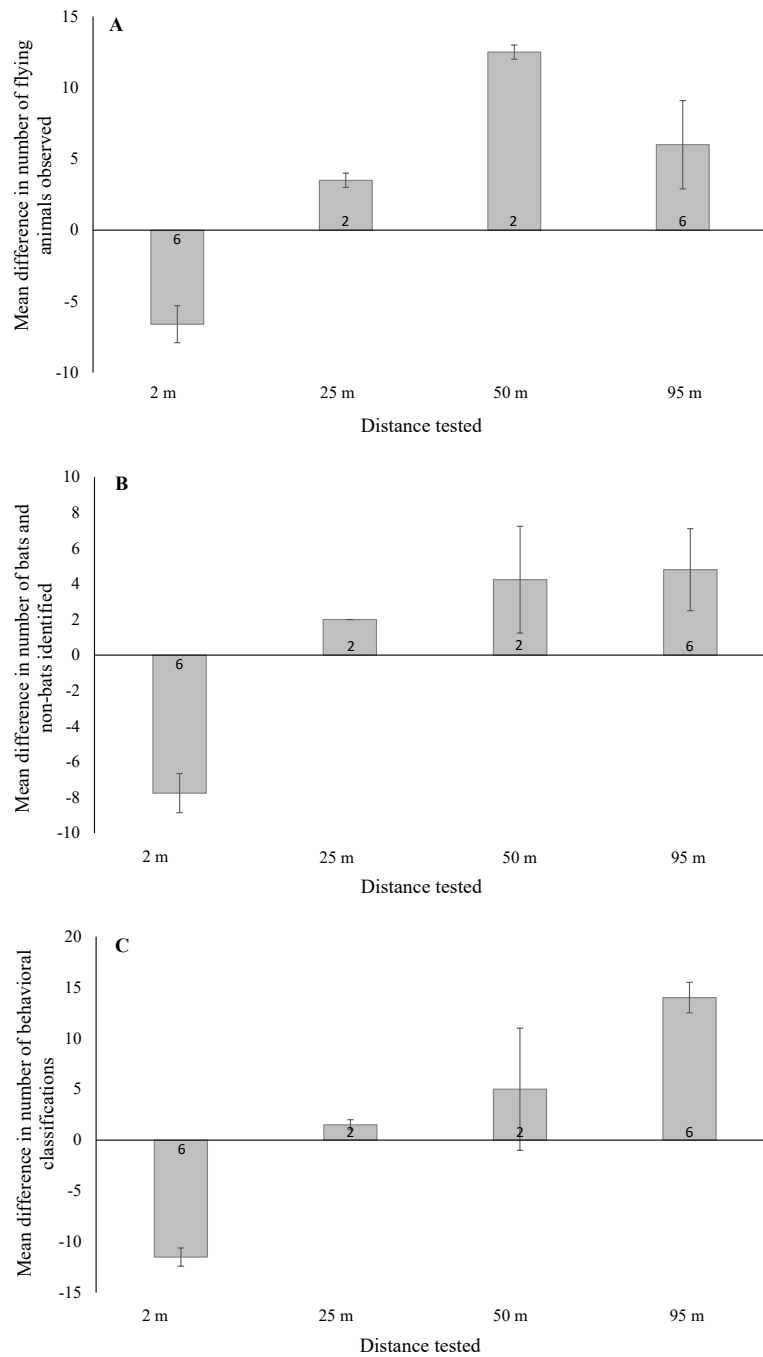 A
Mean difference in number of flying
animals observed
15
10
5
0
-5
-10
6
2
2
6
2 m
25 m
50 m
95 m
Distance tested
B
Mean difference in number of bats and
non-bats identified
10
8
6
4
2
0
-2
-4
-6
-8
-10
6
2
2
6
2 m
25 m
50 m
95 m
Distance tested
C
Mean difference in number of behavioral
classifications
20
15
10
5
0
-5
-10
-15
6
2
2
6
2 m
25 m
50 m
95 m
Distance tested